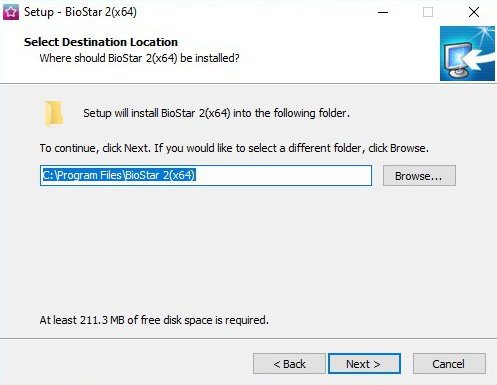 Setup - BioStar 2(x64)
Select Destination Location
Where should BioStar 2(x64) be installed?
Setup will install BioStar 2(x64) into the following folder.
To continue, click Next. If you would like to select a different folder, click Browse.
C:\Program Files\BioStar 2(x64)
Browse...
At least 211.3 MB of free disk space is required.
< Back
Next >
Cancel